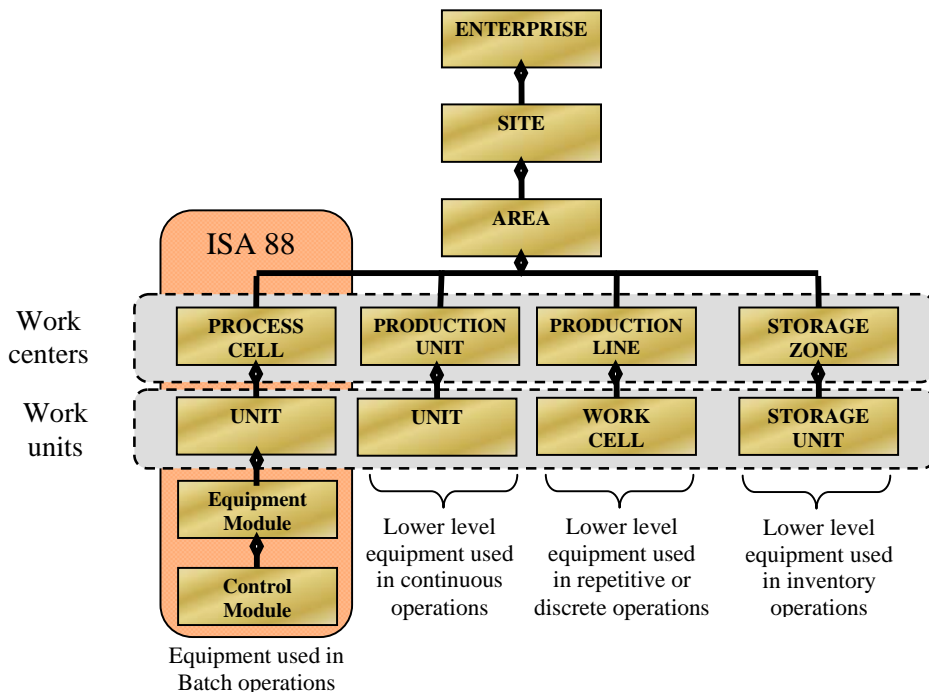 ENTERPRISE
SITE
AREA
ISA 88
Work
centers
PROCESS
CELL
PRODUCTION
UNIT
PRODUCTION
LINE
STORAGE
ZONE
Work
units
UNIT
UNIT
WORK
CELL
STORAGE
UNIT
Equipment
Module
Control
Module
Lower level
equipment used
in continuous
operations
Lower level
equipment used
in repetitive or
discrete operations
Lower level
equipment used
in inventory
operations
Equipment used in
Batch operations